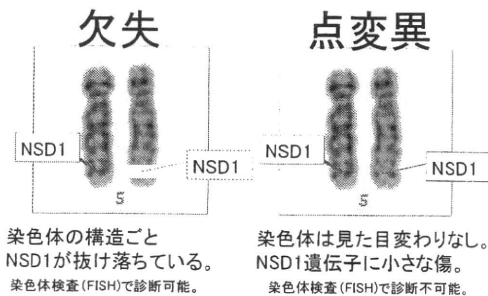 欠失
NSD1
NSD1
5
染色体の構造ごと
NSD1が抜け落ちている。
染色体検査(FISH)で診断可能。
点変異
NSD1
NSD1
5
染色体は見た目変わりなし。
NSD1遺伝子に小さな傷。
染色体検査(FISH)で診断不可能。